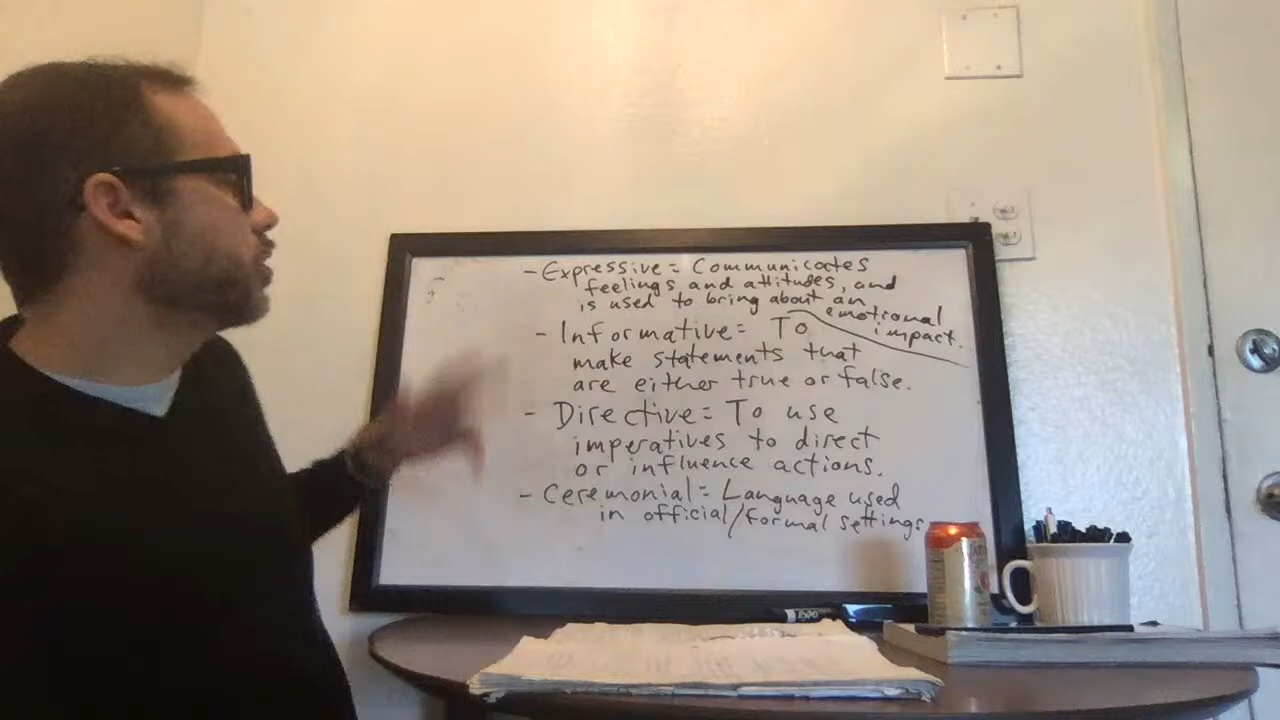 - Expressive = Communicates
feelings and attitudes, and
is used to bring about an
emotional
impact.
- Informative = To
make statements that
are either true or false.
- Directive = To use
imperatives to direct
or influence actions.
- Ceremonial = Language used
in official/formal settings
EXPO